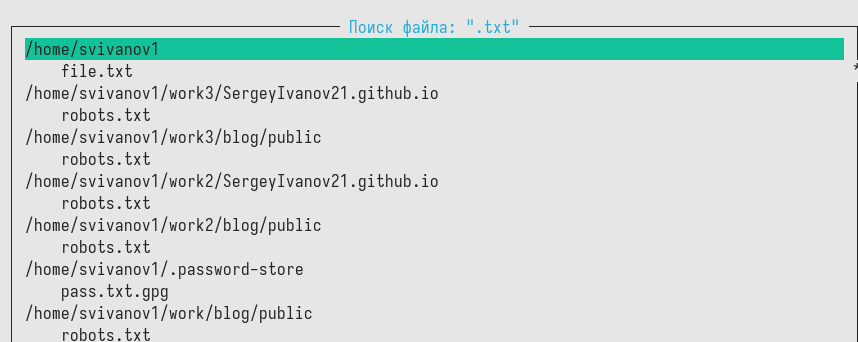 Поиск файла: ".txt"
/home/svivanov1
file.txt
/home/svivanov1/work3/SergeyIvanov21.github.io
robots.txt
/home/svivanov1/work3/blog/public
robots.txt
/home/svivanov1/work2/SergeyIvanov21.github.io
robots.txt
/home/svivanov1/work2/blog/public
robots.txt
/home/svivanov1/.password-store
pass.txt.gpg
/home/svivanov1/work/blog/public
robots.txt